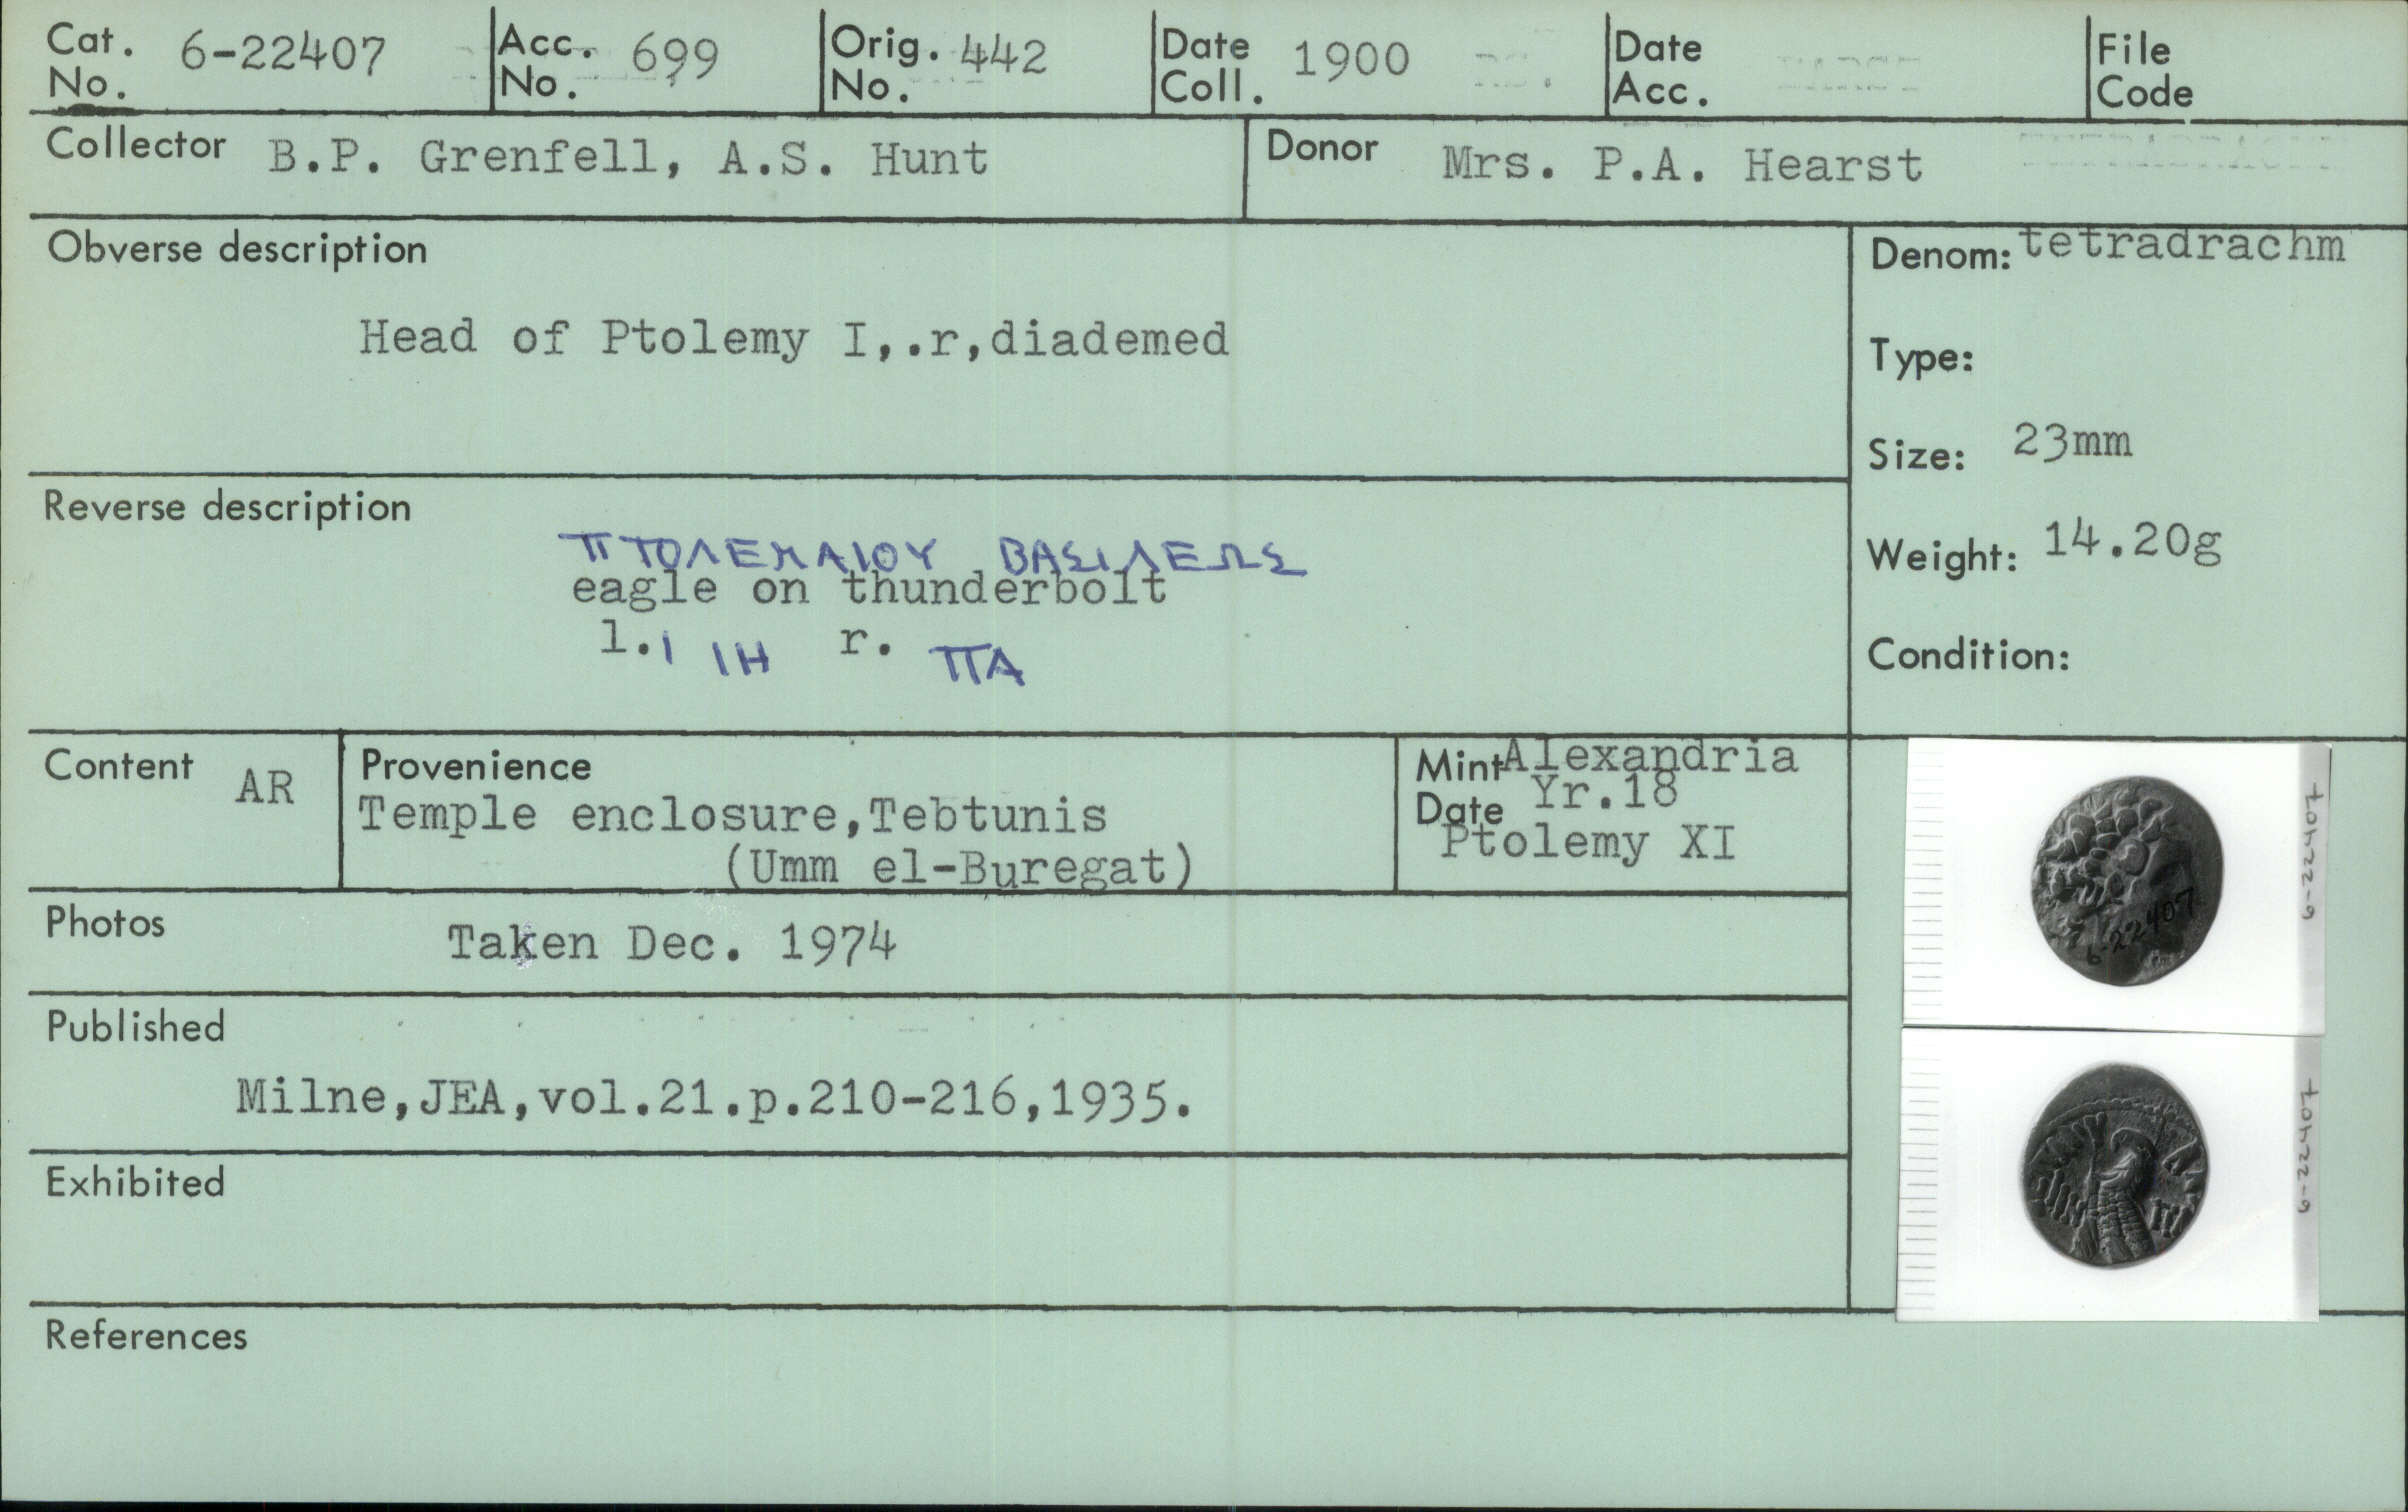 Cat. No. 6-22407 Acc. No. 699 Orig. No. 442 Date Coll. 1900 Date Acc. File Code
Collector B.P. Grenfell, A.S. Hunt Donor Mrs. P.A. Hearst
Obverse description
Head of Ptolemy I,.r,diademed
Denom: tetradrachm
Type:
Size: 23mm
Weight: 14.20g
Condition:
Reverse description
ΠΤΟΛΕΜΑΙΟΥ ΒΑΣΙΛΕΩΣ
eagle on thunderbolt
l. Ι ΙΗ r. ΠΑ
Content AR
Provenience
Temple enclosure,Tebtunis
(Umm el-Buregat)
Mint Alexandria
Date Yr.18
Ptolemy XI
Photos Taken Dec. 1974
Published
Milne,JEA,vol.21.p.210-216,1935.
Exhibited
References
6-22407
6-22407
6-22407